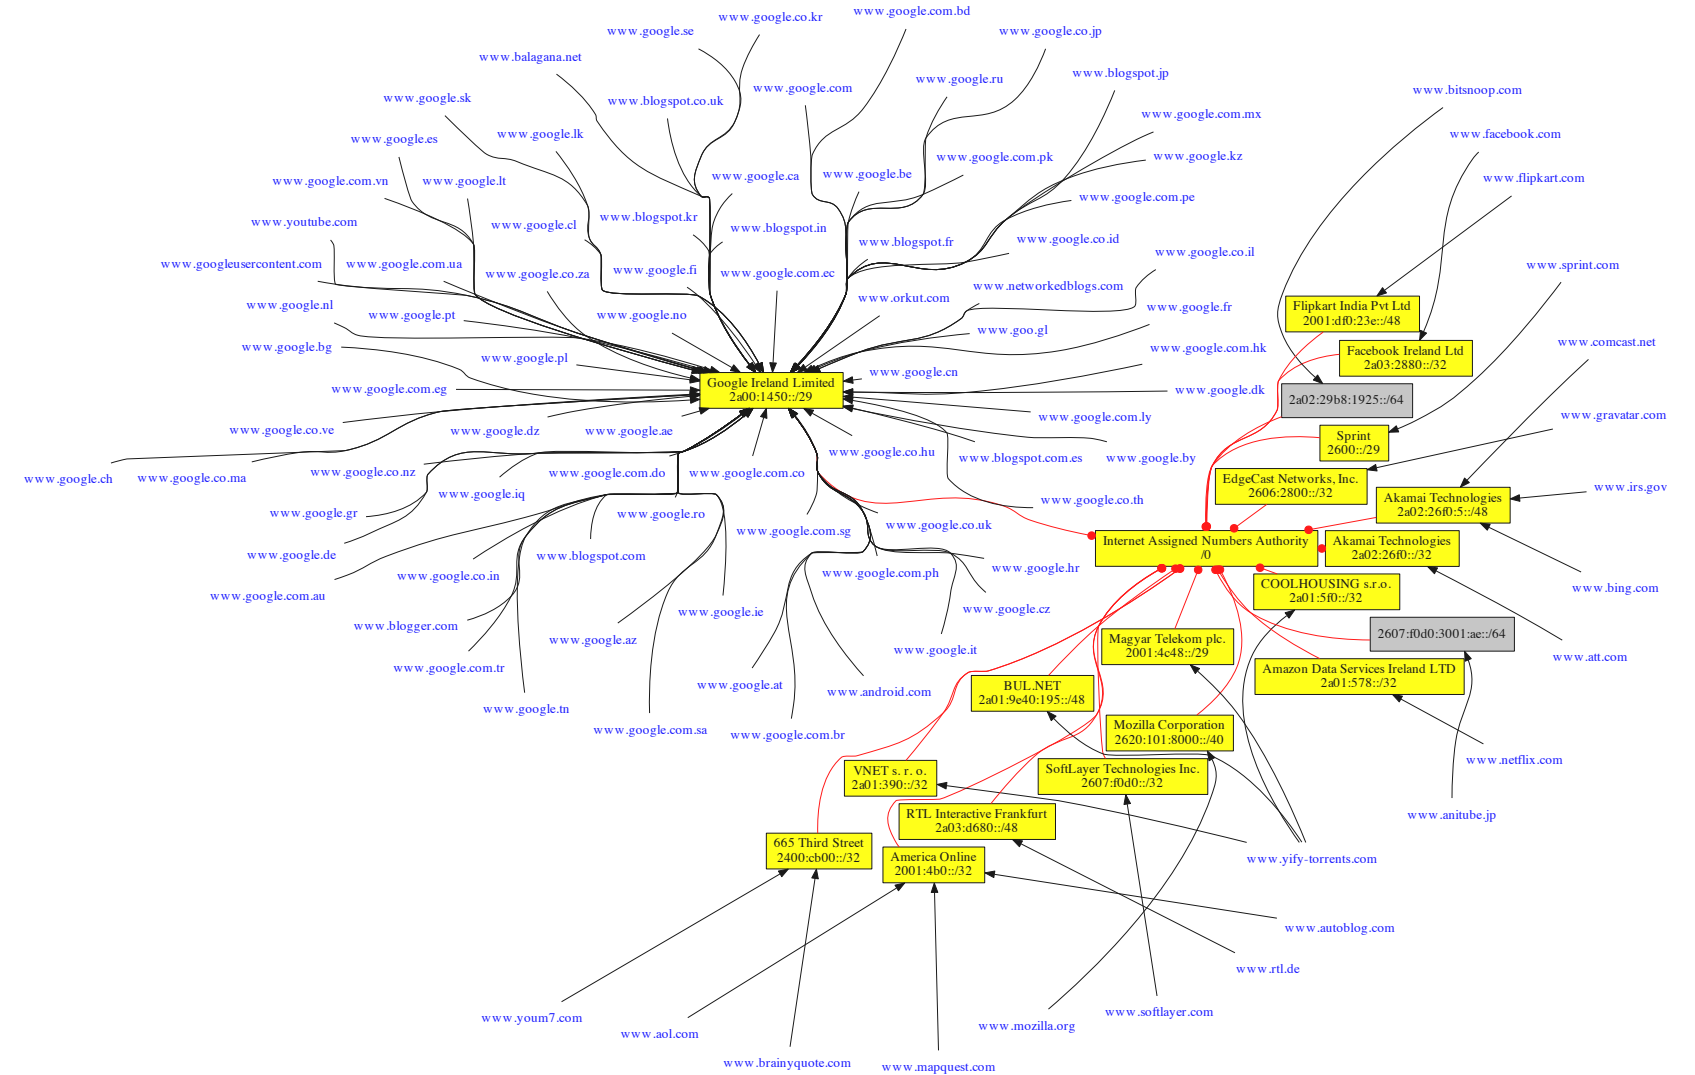 www.google.com.bd
www.google.co.kr
www.google.se
www.google.co.jp
www.balagana.net
www.blogspot.jp
www.google.ru
www.google.com
www.bitsnoop.com
www.google.sk
www.blogspot.co.uk
www.google.com.mx
www.google.lk
www.facebook.com
www.google.es
www.google.com.pk
www.google.kz
www.google.com.vn
www.google.lt
www.google.ca
www.google.be
www.flipkart.com
www.google.com.pe
www.youtube.com
www.google.cl
www.blogspot.kr
www.blogspot.in
www.blogspot.fr
www.google.co.id
www.google.co.il
www.googleusercontent.com
www.google.com.ua
www.google.co.za
www.google.fi
www.google.com.ec
www.sprint.com
www.networkedblogs.com
www.google.nl
www.google.pt
www.google.no
www.orkut.com
www.google.fr
Flipkart India Pvt Ltd
2001:df0:23e::/48
www.goo.gl
www.google.bg
www.google.pl
www.google.com.hk
www.comcast.net
Facebook Ireland Ltd
2a03:2880::/32
www.google.cn
Google Ireland Limited
2a00:1450::/29
www.google.com.eg
www.google.dk
2a02:29b8:1925::/64
www.google.com.ly
www.gravatar.com
www.google.co.ve
www.google.dz
www.google.ae
Sprint
2600::/29
www.google.co.hu
www.blogspot.com.es
www.google.by
www.google.ch
www.google.co.ma
www.google.co.nz
www.google.com.do
www.google.com.co
EdgeCast Networks, Inc.
2606:2800::/32
www.irs.gov
www.google.iq
www.google.co.th
Akamai Technologies
2a02:26f0:5::/48
www.google.gr
www.google.ro
www.google.com.sg
www.google.co.uk
Internet Assigned Numbers Authority
/0
Akamai Technologies
2a02:26f0::/32
www.google.de
www.blogspot.com
www.google.co.in
www.google.com.ph
www.google.hr
COOLHOUSING s.r.o.
2a01:5f0::/32
www.bing.com
www.google.com.au
www.google.ie
www.google.cz
www.blogger.com
www.google.az
2607:f0d0:3001:ae::/64
Magyar Telekom plc.
2001:4c48::/29
www.google.it
www.att.com
www.google.com.tr
Amazon Data Services Ireland LTD
2a01:578::/32
www.google.at
www.android.com
BUL.NET
2a01:9e40:195::/48
www.google.tn
www.google.com.sa
www.google.com.br
Mozilla Corporation
2620:101:8000::/40
www.netflix.com
VNET s. r. o.
2a01:390::/32
SoftLayer Technologies Inc.
2607:f0d0::/32
RTL Interactive Frankfurt
2a03:d680::/48
www.anitube.jp
665 Third Street
2400:cb00::/32
America Online
2001:4b0::/32
www.yify-torrents.com
www.autoblog.com
www.rtl.de
www.softlayer.com
www.youm7.com
www.mozilla.org
www.aol.com
www.brainyquote.com
www.mapquest.com